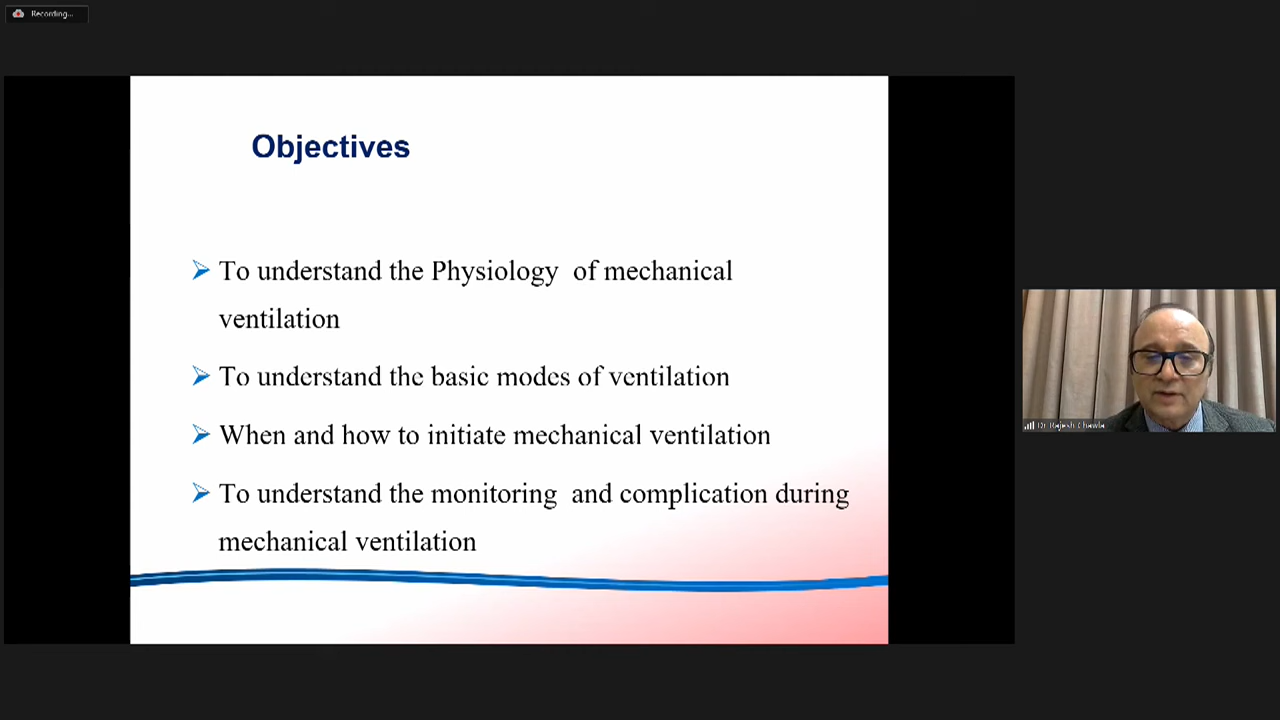 Recording...
Objectives
To understand the Physiology of mechanical
ventilation
To understand the basic modes of ventilation
When and how to initiate mechanical ventilation
To understand the monitoring and complication during
mechanical ventilation
Dr Rajesh Chawla